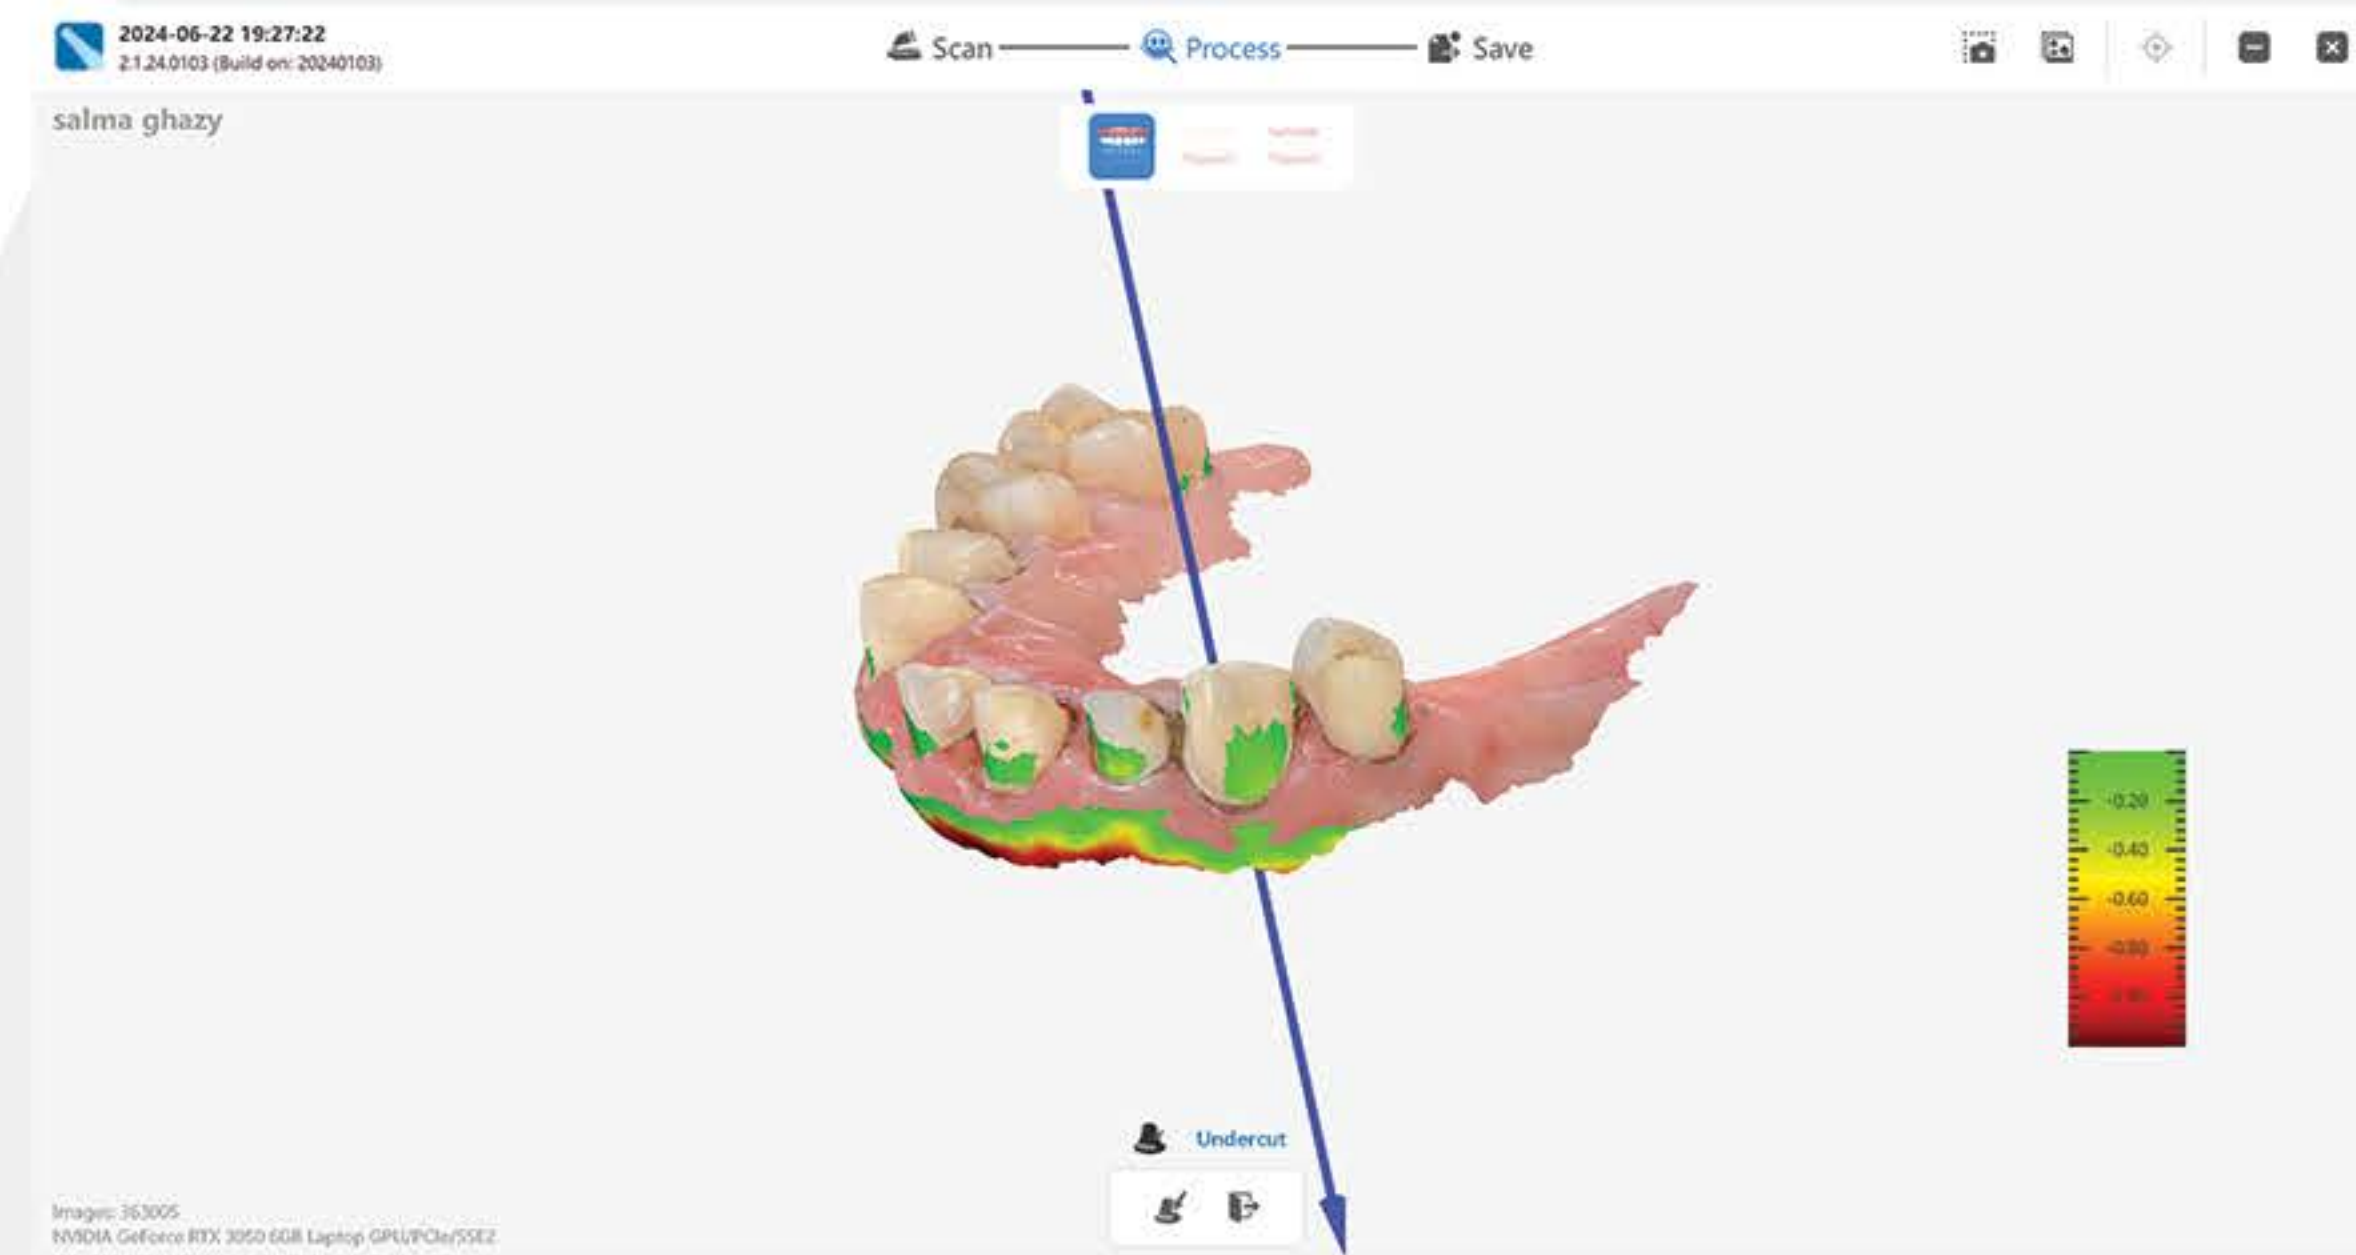 2024-06-22 19:27:22
2.1.24.0103 (Build on: 20240103)
Scan
Process
Save
salma ghazy
-0.20
-0.40
-0.60
-0.80
Undercut
Images: 363005
NVIDIA GeForce RTX 3050 6GB Laptop GPU/PCIe/SSE2